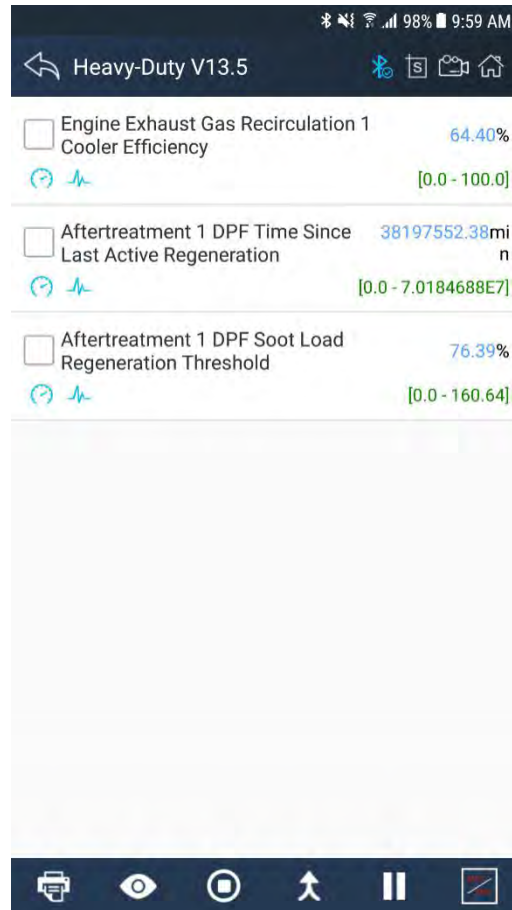 98% 9:59 AM
Heavy-Duty V13.5
S
Engine Exhaust Gas Recirculation 1
Cooler Efficiency
64.40%
[0.0 - 100.0]
Aftertreatment 1 DPF Time Since
Last Active Regeneration
38197552.38mi
n
[0.0 - 7.0184688E7]
Aftertreatment 1 DPF Soot Load
Regeneration Threshold
76.39%
[0.0 - 160.64]